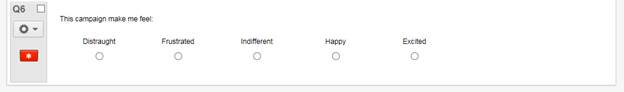 Q6
This campaign make me feel:
Distraught Frustrated Indifferent Happy Excited
*